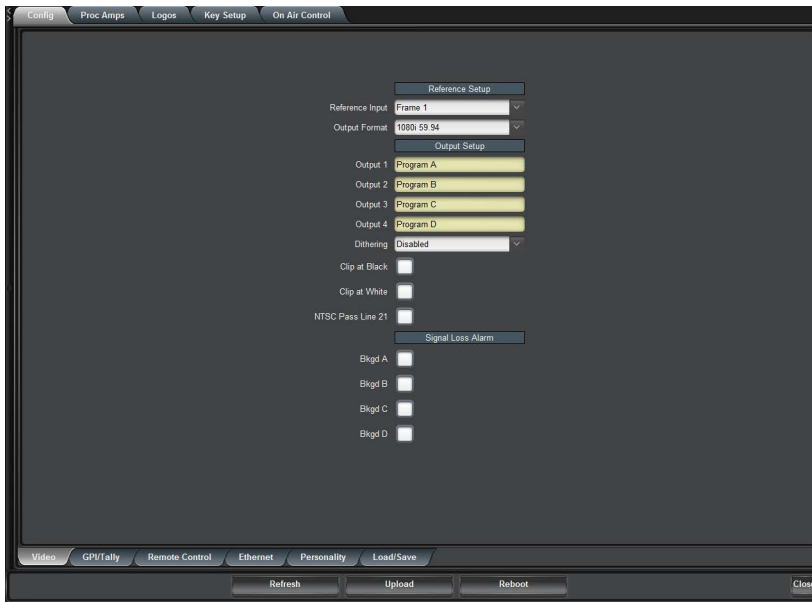 Config Proc Amps Logos Key Setup On Air Control
Reference Setup
Reference Input Frame 1
Output Format 1080i 59.94
Output Setup
Output 1 Program A
Output 2 Program B
Output 3 Program C
Output 4 Program D
Dithering Disabled
Clip at Black
Clip at White
NTSC Pass Line 21
Signal Loss Alarm
Bkgd A
Bkgd B
Bkgd C
Bkgd D
Video GPI/Tally Remote Control Ethernet Personality Load/Save
Refresh Upload Reboot Close